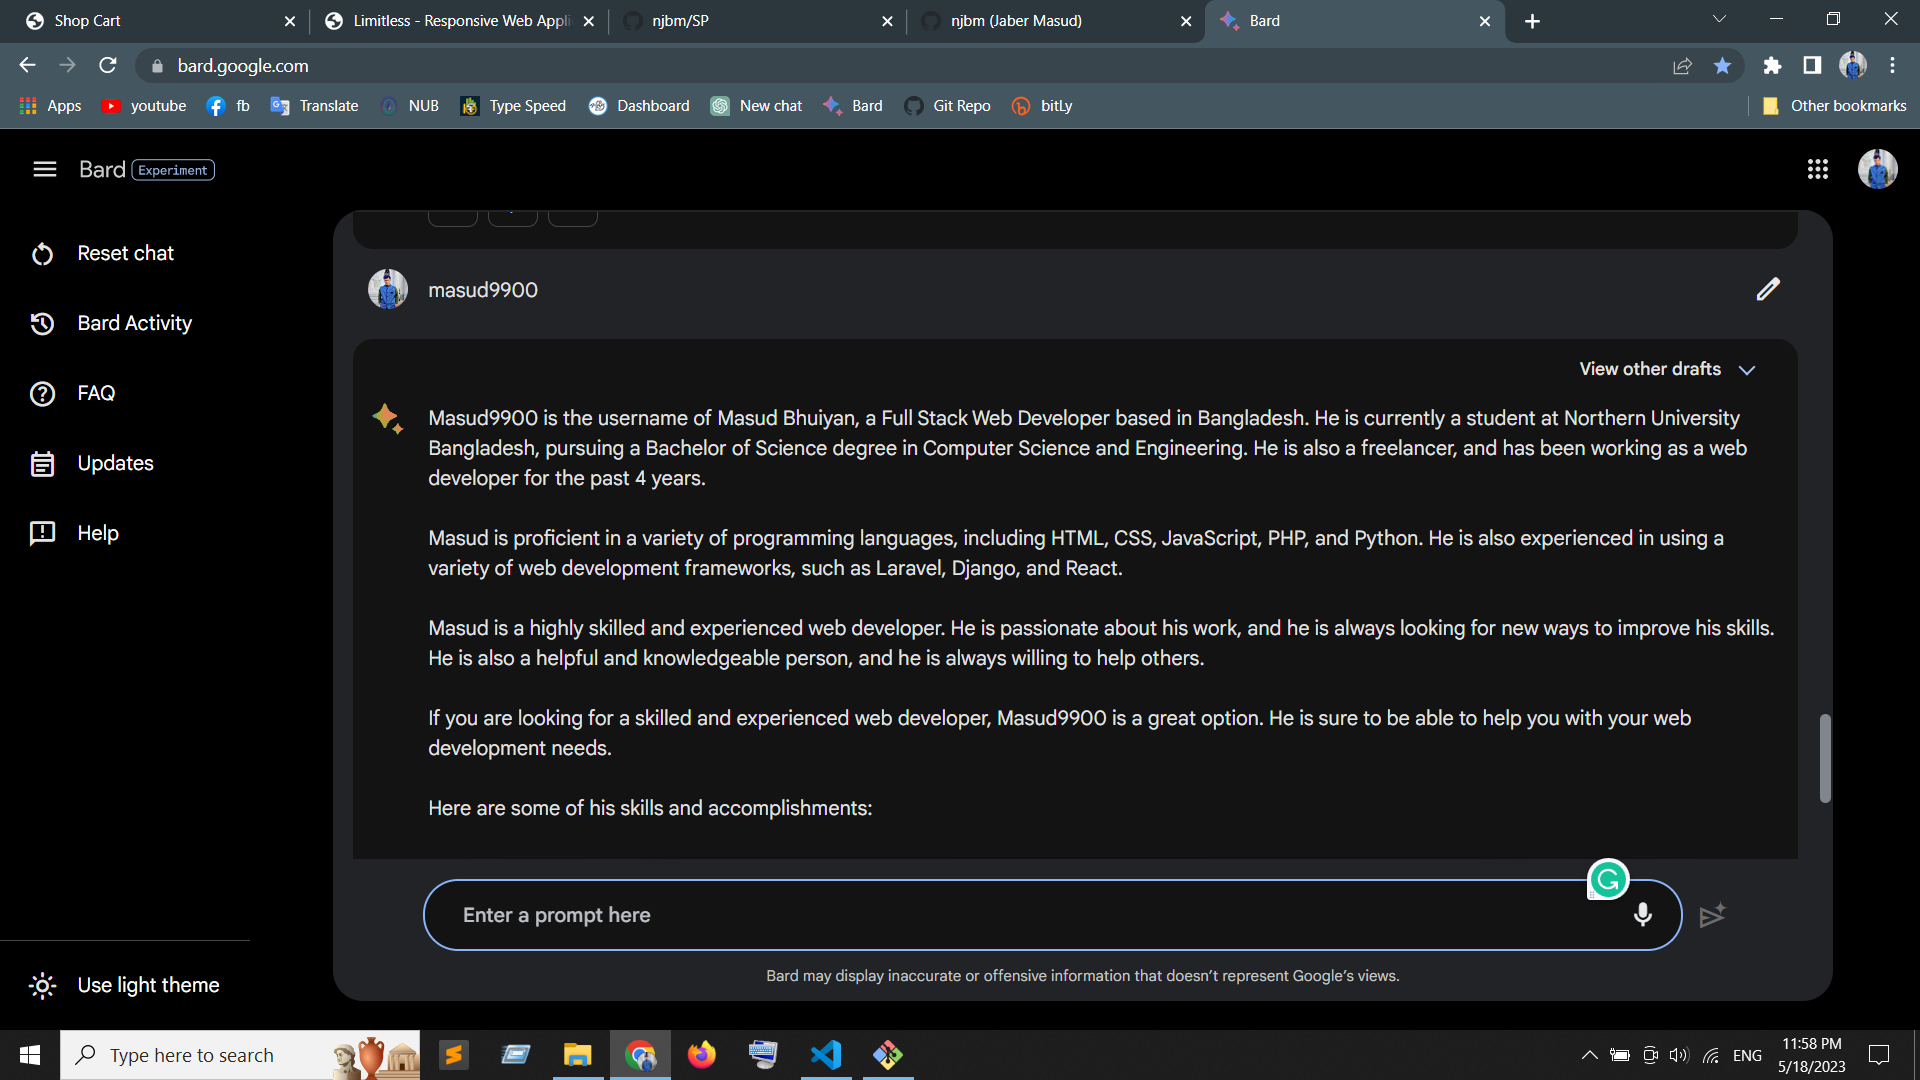 Shop Cart
Limitless - Responsive Web Appli
njbm/SP
njbm (Jaber Masud)
Bard
bard.google.com
Apps
youtube
fb
Translate
NUB
Type Speed
Dashboard
New chat
Bard
Git Repo
bitLy
Other bookmarks
Bard Experiment
Reset chat
Bard Activity
FAQ
Updates
Help
Use light theme
masud9900
View other drafts
Masud9900 is the username of Masud Bhuiyan, a Full Stack Web Developer based in Bangladesh. He is currently a student at Northern University
Bangladesh, pursuing a Bachelor of Science degree in Computer Science and Engineering. He is also a freelancer, and has been working as a web
developer for the past 4 years.
Masud is proficient in a variety of programming languages, including HTML, CSS, JavaScript, PHP, and Python. He is also experienced in using a
variety of web development frameworks, such as Laravel, Django, and React.
Masud is a highly skilled and experienced web developer. He is passionate about his work, and he is always looking for new ways to improve his skills.
He is also a helpful and knowledgeable person, and he is always willing to help others.
If you are looking for a skilled and experienced web developer, Masud9900 is a great option. He is sure to be able to help you with your web
development needs.
Here are some of his skills and accomplishments:
Enter a prompt here
Bard may display inaccurate or offensive information that doesn't represent Google's views.
Type here to search
ENG
11:58 PM
5/18/2023